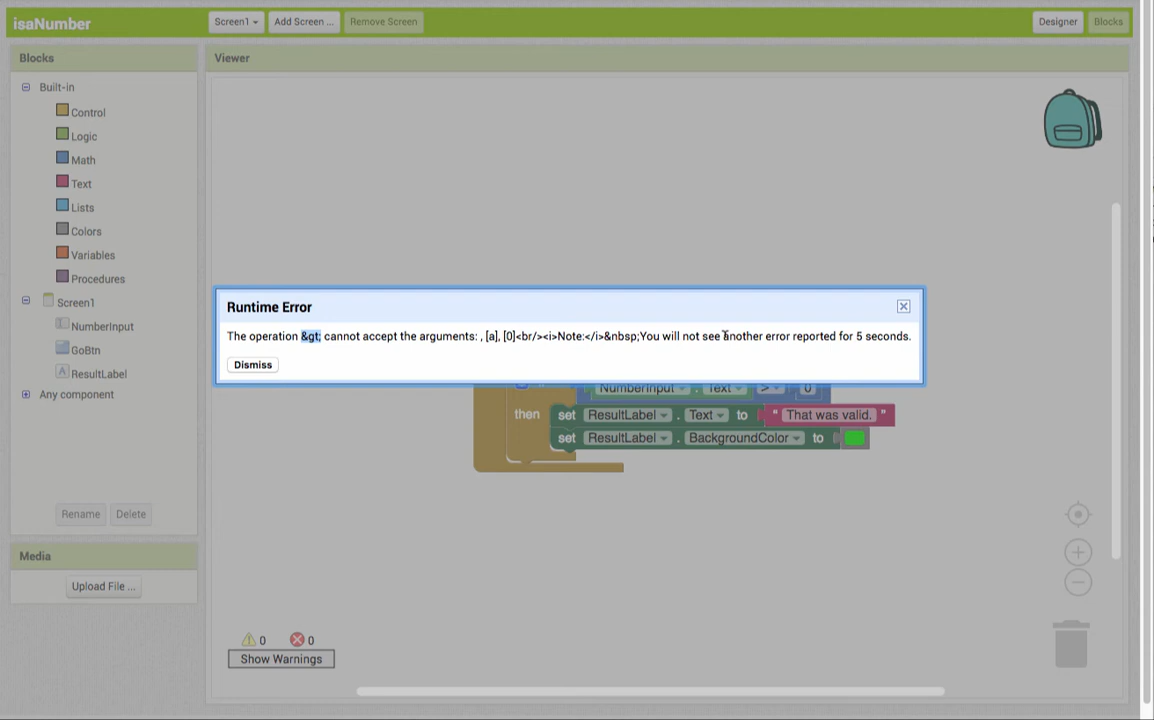 isaNumber
Screen1
Add Screen ...
Remove Screen
Designer
Blocks
Blocks
Viewer
Built-in
Control
Logic
Math
Text
Lists
Colors
Variables
Procedures
Screen1
NumberInput
GoBtn
ResultLabel
Any component
Rename
Delete
Media
Upload File ...
Runtime Error
The operation &gt; cannot accept the arguments: , [a], [0]<br/><i>Note:</i>&nbsp;You will not see another error reported for 5 seconds.
Dismiss
NumberInput . Text > 0
then set ResultLabel . Text to " That was valid. "
set ResultLabel . BackgroundColor to
0 0
Show Warnings